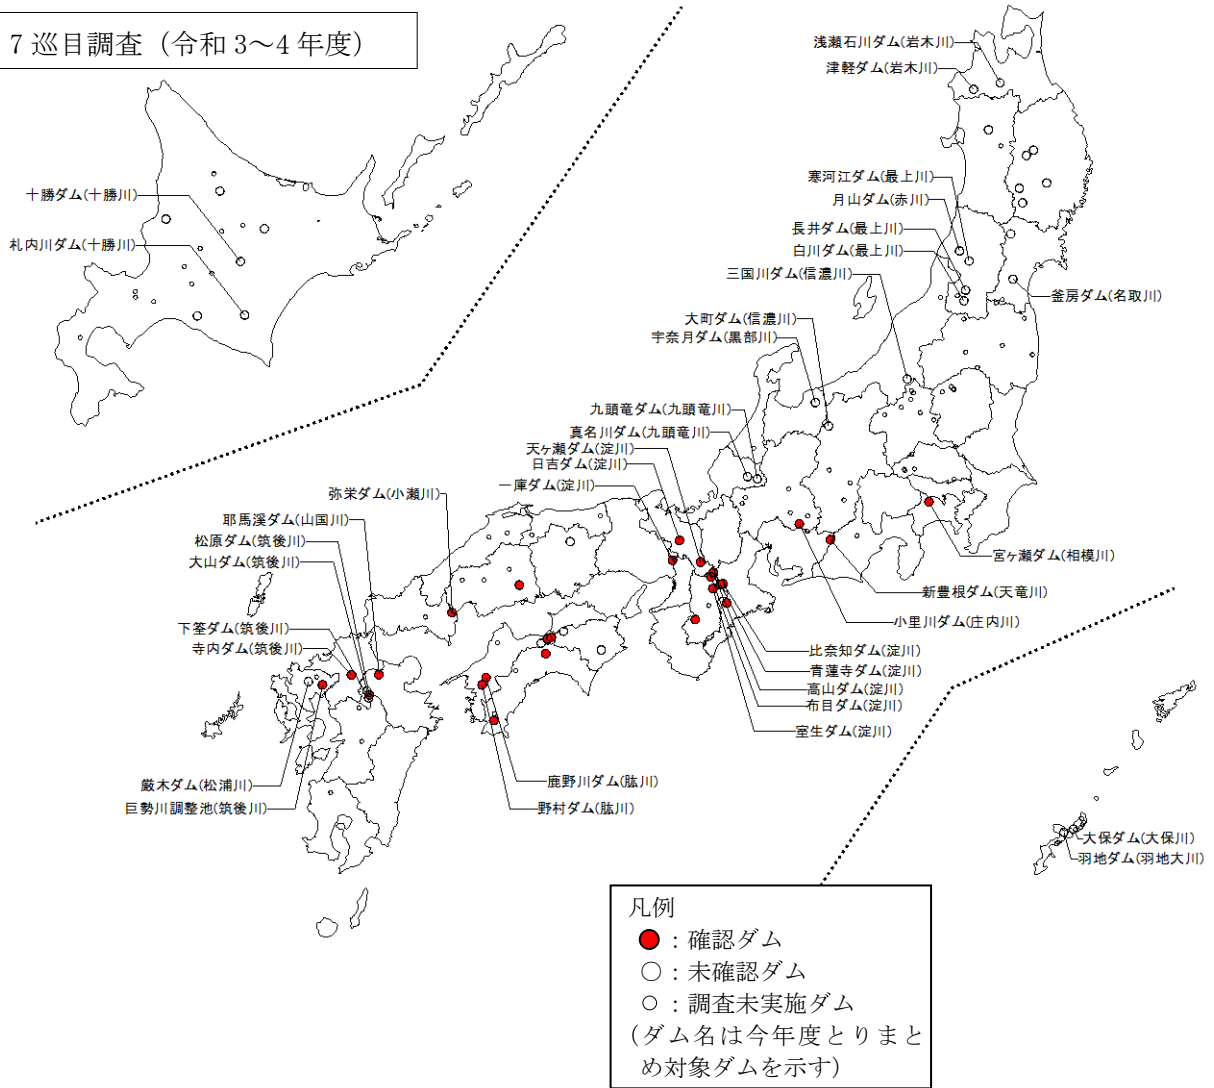 7 巡目調査（令和 3～4 年度）
浅瀬石川ダム(岩木川)
津軽ダム(岩木川)
十勝ダム(十勝川)
札内川ダム(十勝川)
寒河江ダム(最上川)
月山ダム(赤川)
長井ダム(最上川)
白川ダム(最上川)
三国川ダム(信濃川)
釜房ダム(名取川)
大町ダム(信濃川)
宇奈月ダム(黒部川)
九頭竜ダム(九頭竜川)
真名川ダム(九頭竜川)
天ヶ瀬ダム(淀川)
日吉ダム(淀川)
一庫ダム(淀川)
弥栄ダム(小瀬川)
耶馬溪ダム(山国川)
松原ダム(筑後川)
大山ダム(筑後川)
下筌ダム(筑後川)
寺内ダム(筑後川)
宮ヶ瀬ダム(相模川)
新豊根ダム(天竜川)
小里川ダム(庄内川)
比奈知ダム(淀川)
青蓮寺ダム(淀川)
高山ダム(淀川)
布目ダム(淀川)
室生ダム(淀川)
厳木ダム(松浦川)
巨勢川調整池(筑後川)
鹿野川ダム(肱川)
野村ダム(肱川)
大保ダム(大保川)
羽地ダム(羽地大川)
凡例
：確認ダム
：未確認ダム
：調査未実施ダム
(ダム名は今年度とりまと
め対象ダムを示す)